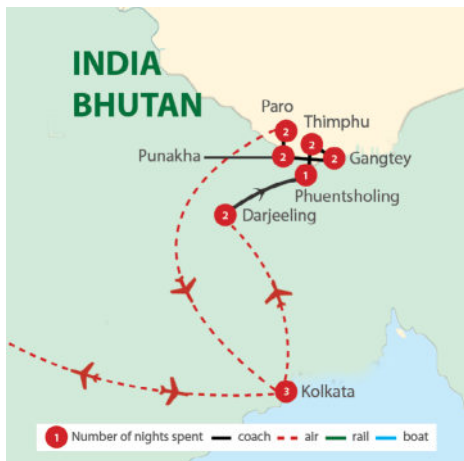 INDIA
BHUTAN
Paro
2
Thimphu
2
Punakha
2
2
Gangtey
1
Phuentsholing
2
Darjeeling
3
Kolkata
1 Number of nights spent coach air rail boat